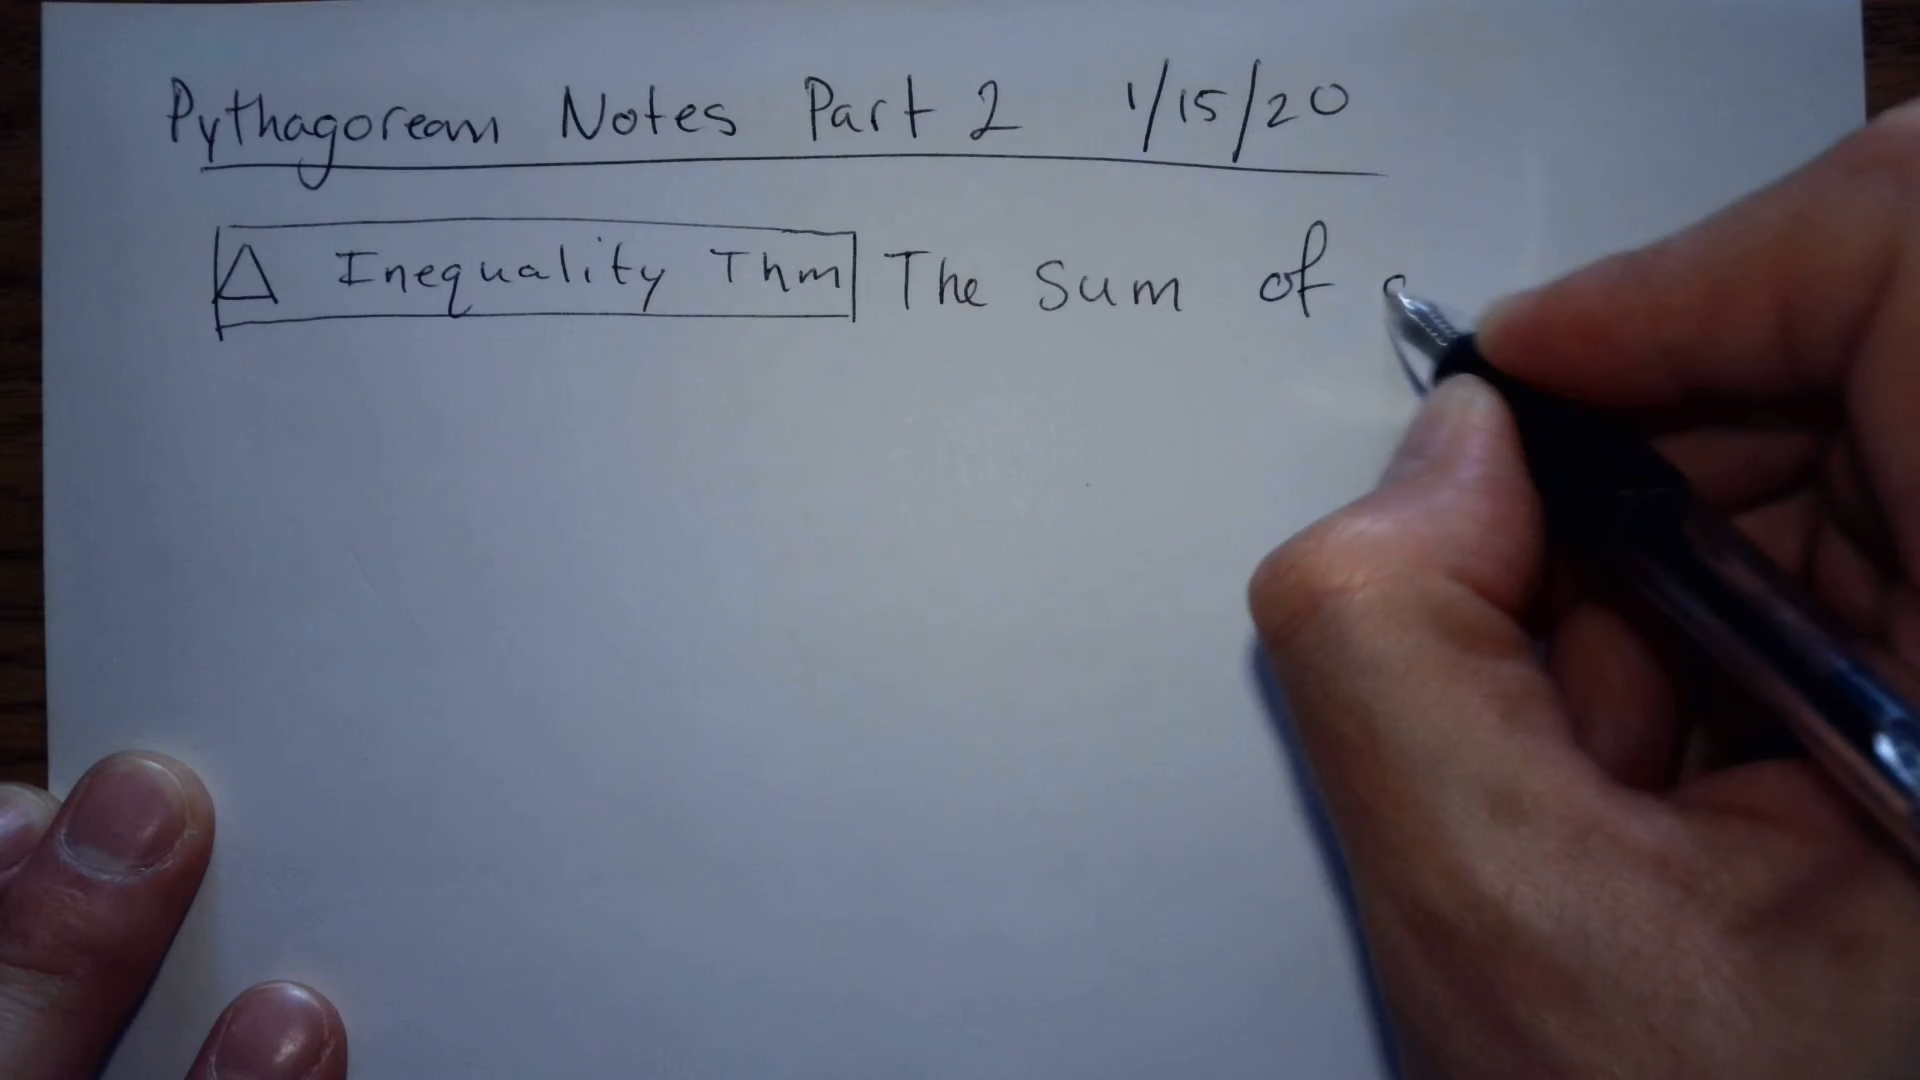 Pythagorean Notes Part 2 1/15/20
Δ Inequality Thm The Sum of